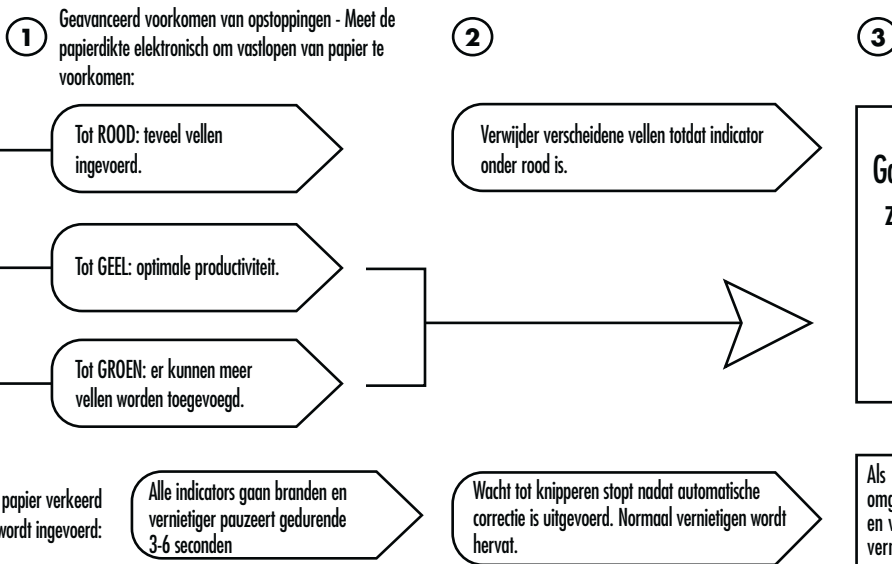 1
Geavanceerd voorkomen van opstoppingen - Meet de
papierdikte elektronisch om vastlopen van papier te
voorkomen:
2
3
Tot ROOD: teveel vellen
ingevoerd.
Verwijder verscheidene vellen totdat indicator
onder rood is.
Tot GEEL: optimale productiviteit.
Tot GROEN: er kunnen meer
vellen worden toegevoegd.
papier verkeerd
wordt ingevoerd:
Alle indicators gaan branden en
vernietiger pauzeert gedurende
3-6 seconden
Wacht tot knipperen stopt nadat automatische
correctie is uitgevoerd. Normaal vernietigen wordt
hervat.
Als
en